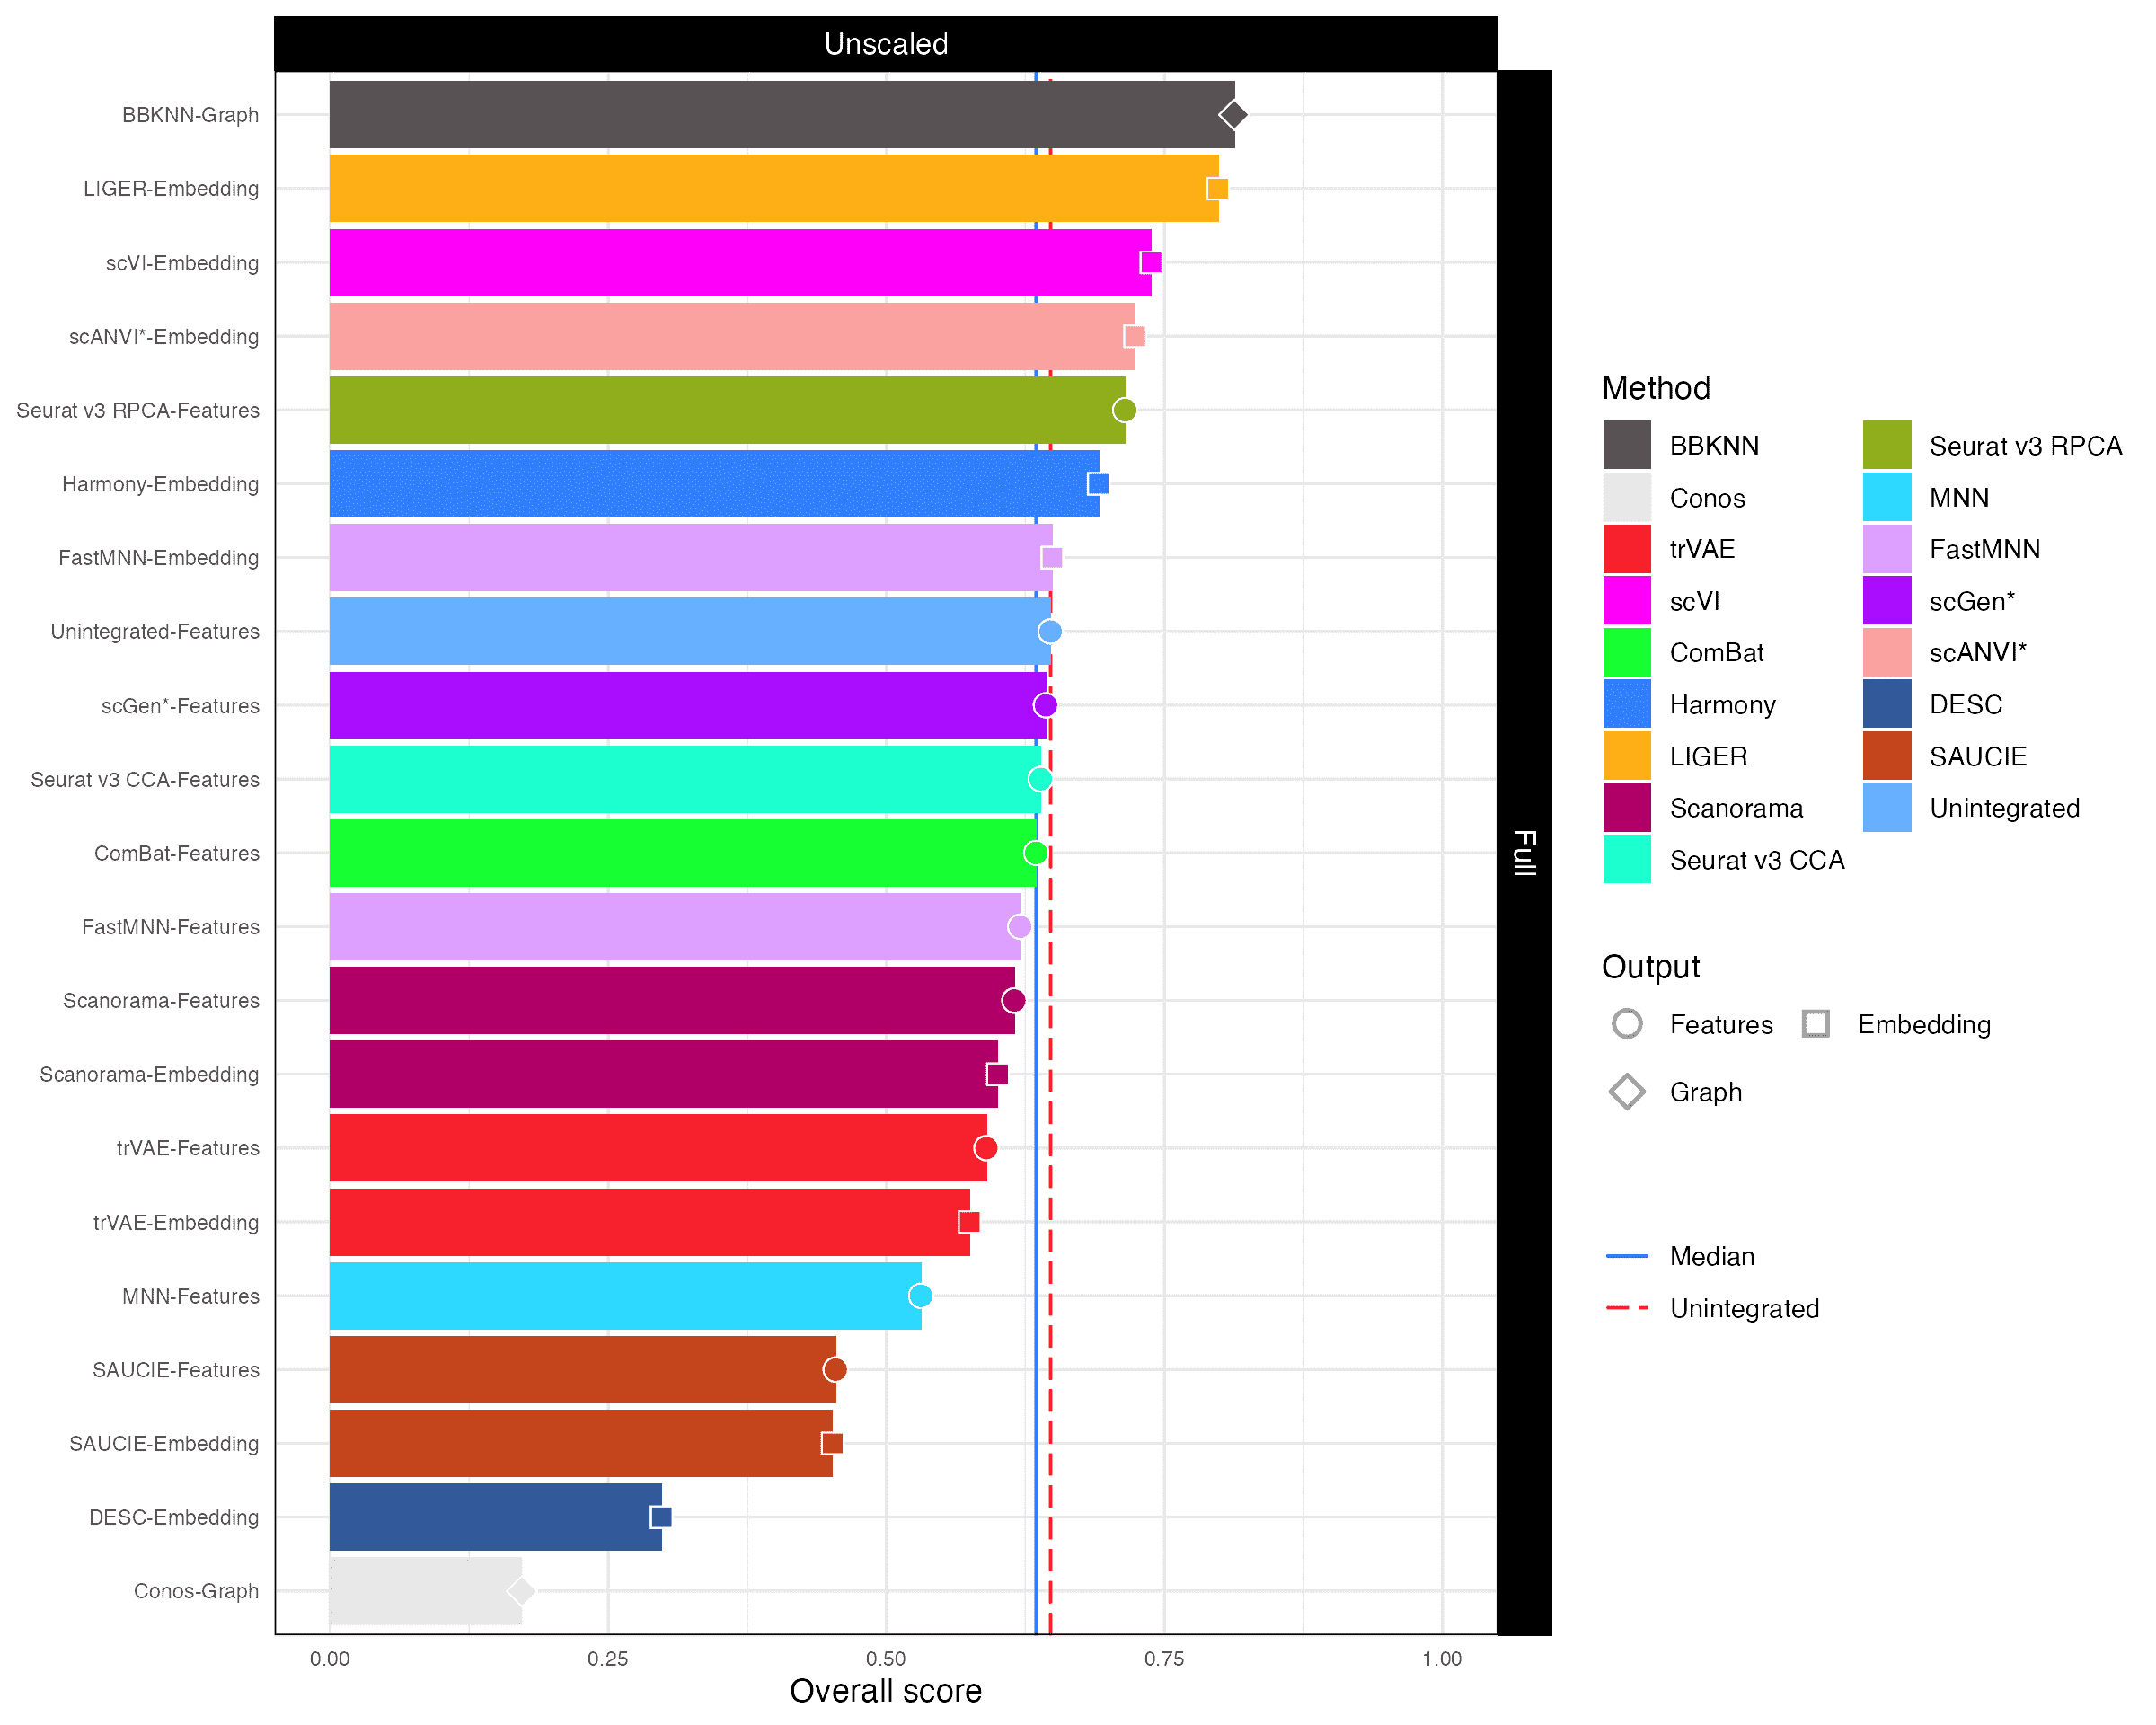 Unscaled
BBKNN-Graph
LIGER-Embedding
scVI-Embedding
scANVI*-Embedding
Seurat v3 RPCA-Features
Harmony-Embedding
FastMNN-Embedding
Unintegrated-Features
scGen*-Features
Seurat v3 CCA-Features
ComBat-Features
FastMNN-Features
Scanorama-Features
Scanorama-Embedding
trVAE-Features
trVAE-Embedding
MNN-Features
SAUCIE-Features
SAUCIE-Embedding
DESC-Embedding
Conos-Graph
0.00 0.25 0.50 0.75 1.00
Overall score
Full
Method
BBKNN
Conos
trVAE
scVI
ComBat
Harmony
LIGER
Scanorama
Seurat v3 CCA
Seurat v3 RPCA
MNN
FastMNN
scGen*
scANVI*
DESC
SAUCIE
Unintegrated
Output
Features Embedding
Graph
Median
Unintegrated